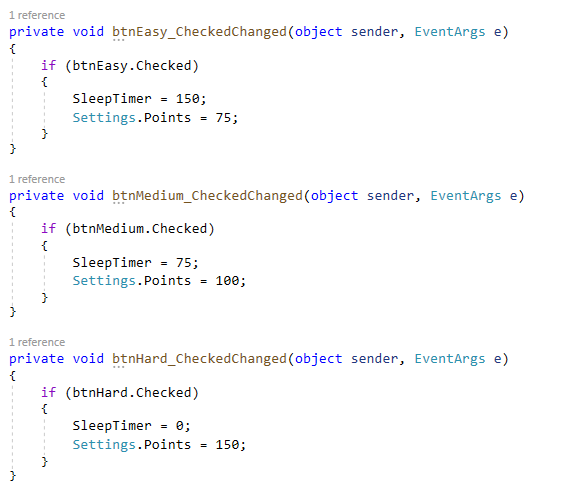 1 reference
private void btnEasy_CheckedChanged(object sender, EventArgs e)
{
    if (btnEasy.Checked)
    {
        SleepTimer = 150;
        Settings.Points = 75;
    }
}
1 reference
private void btnMedium_CheckedChanged(object sender, EventArgs e)
{
    if (btnMedium.Checked)
    {
        SleepTimer = 75;
        Settings.Points = 100;
    }
}
1 reference
private void btnHard_CheckedChanged(object sender, EventArgs e)
{
    if (btnHard.Checked)
    {
        SleepTimer = 0;
        Settings.Points = 150;
    }
}